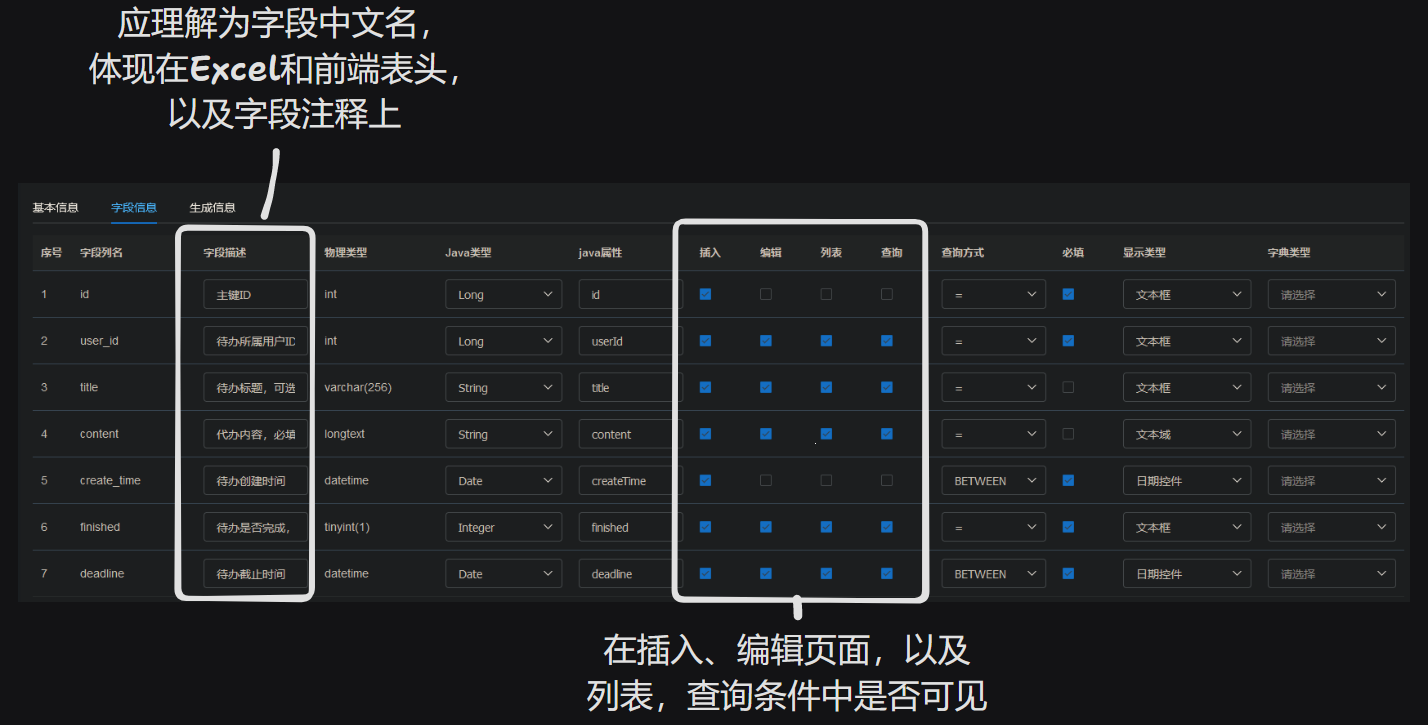 应理解为字段中文名，
体现在Excel和前端表头，
以及字段注释上
基本信息 字段信息 生成信息
序号 字段列名 字段描述 物理类型 Java类型 java属性 插入 编辑 列表 查询 查询方式 必填 显示类型 字典类型
1 id 主键ID int Long id = 文本框 请选择
2 user_id 待办所属用户ID int Long userId = 文本框 请选择
3 title 待办标题，可选 varchar(256) String title = 文本框 请选择
4 content 代办内容，必填 longtext String content = 文本域 请选择
5 create_time 待办创建时间 datetime Date createTime BETWEEN 日期控件 请选择
6 finished 待办是否完成， tinyint(1) Integer finished = 文本框 请选择
7 deadline 待办截止时间 datetime Date deadline BETWEEN 日期控件 请选择
在插入、编辑页面，以及
列表，查询条件中是否可见